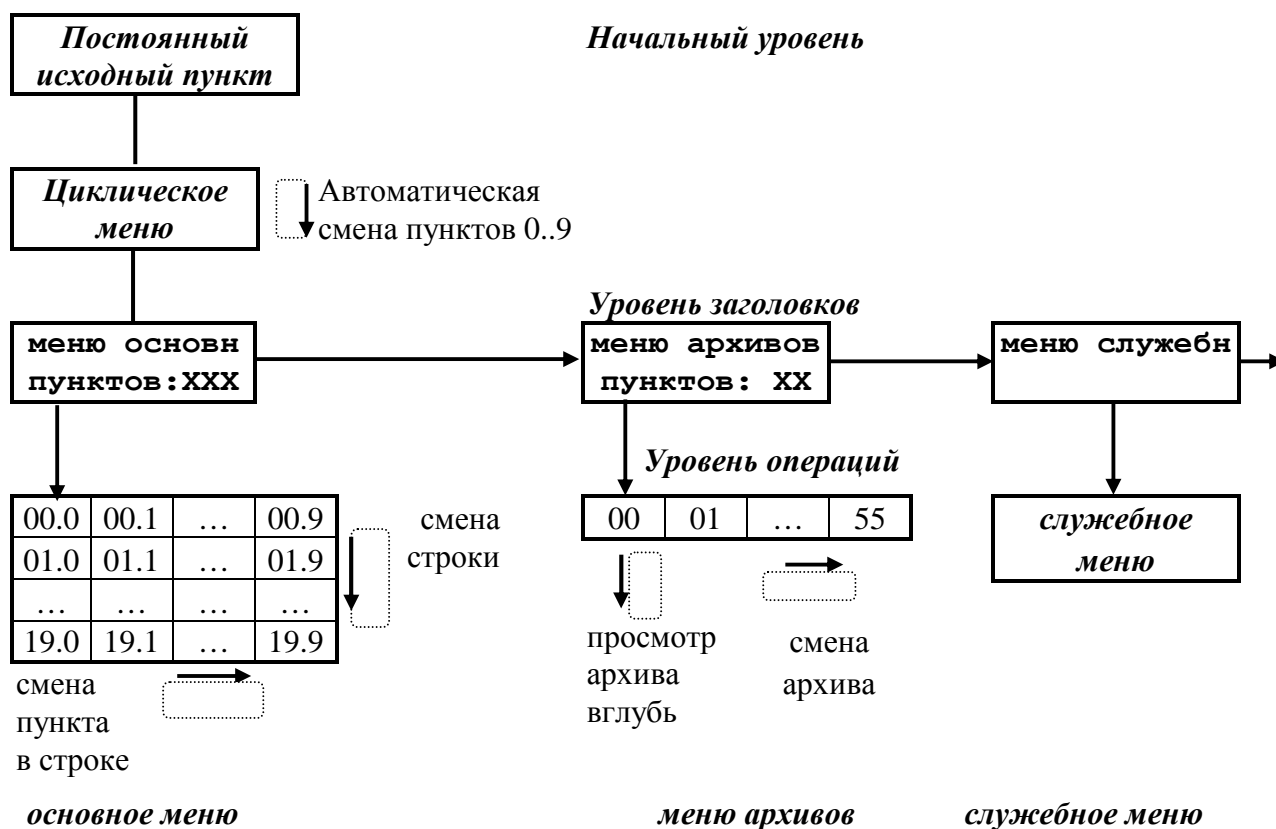 Постоянный
исходный пункт
Начальный уровень
Циклическое
меню
Автоматическая
смена пунктов 0..9
Уровень заголовков
меню основн
пунктов:XXX
меню архивов
пунктов: XX
меню служебн
Уровень операций
00.0 00.1 … 00.9
01.0 01.1 … 01.9
… … … …
19.0 19.1 … 19.9
смена
строки
00 01 … 55
служебное
меню
смена
пункта
в строке
просмотр
архива
вглубь
смена
архива
основное меню
меню архивов
служебное меню